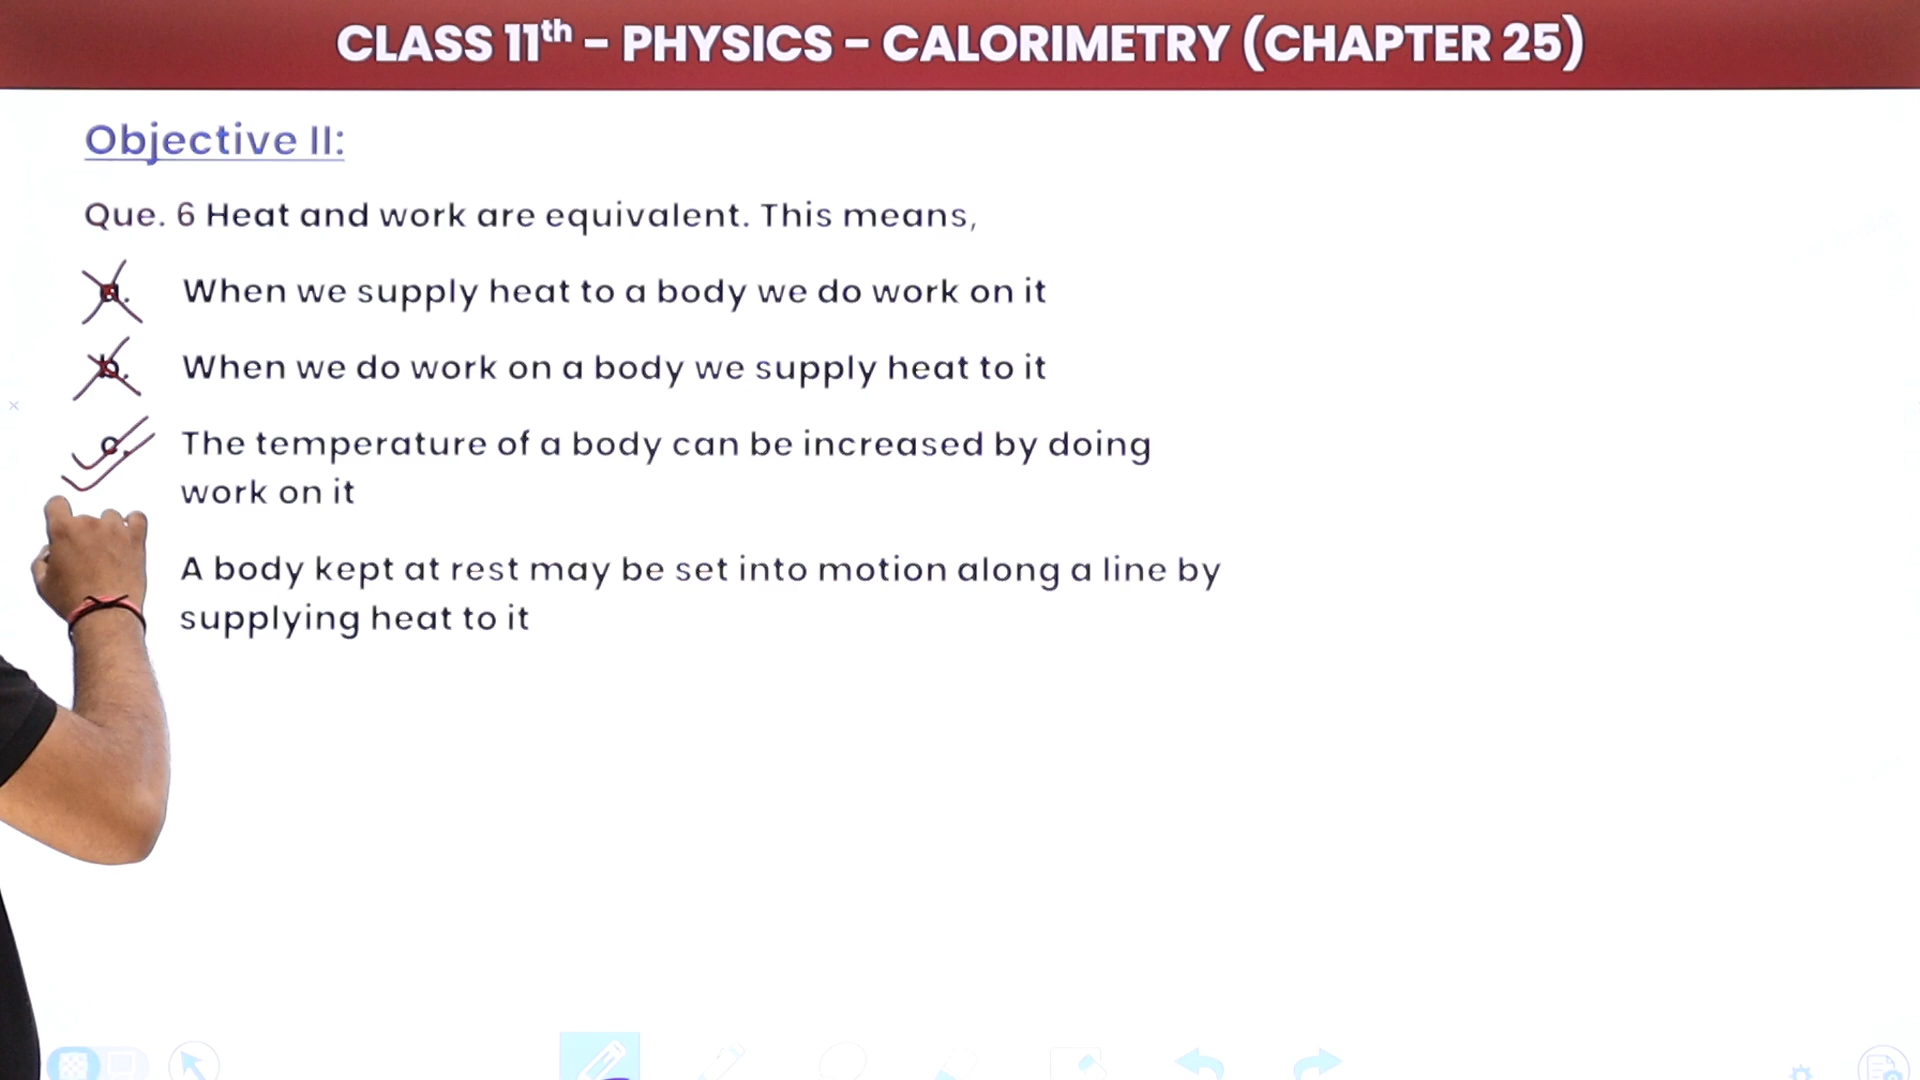 CLASS 11th - PHYSICS - CALORIMETRY (CHAPTER 25)
Objective II:
Que. 6 Heat and work are equivalent. This means,
a. When we supply heat to a body we do work on it
b. When we do work on a body we supply heat to it
c. The temperature of a body can be increased by doing
work on it
A body kept at rest may be set into motion along a line by
supplying heat to it